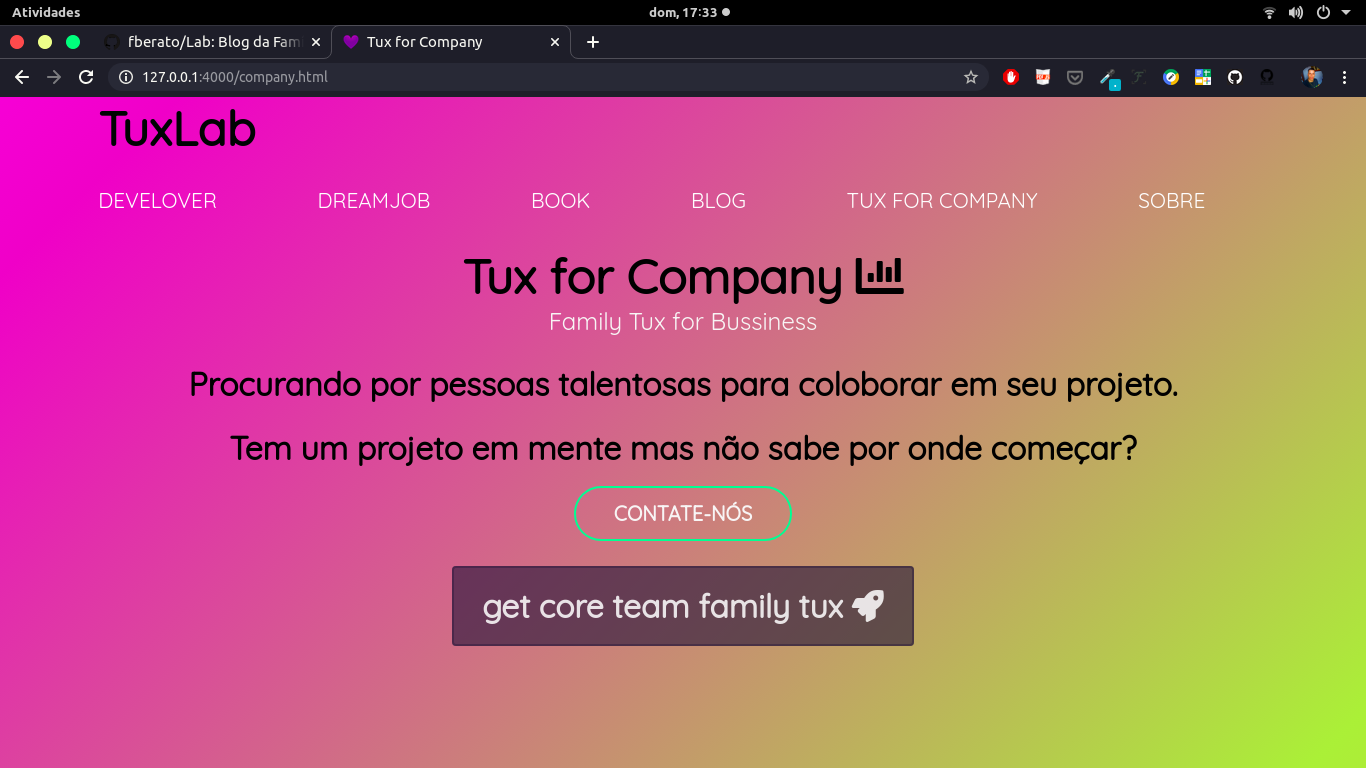 Atividades
dom, 17:33
fberato/Lab: Blog da Fam
Tux for Company
127.0.0.1:4000/company.html
TuxLab
DEVELOVER DREAMJOB BOOK BLOG TUX FOR COMPANY SOBRE
Tux for Company
Family Tux for Bussiness
Procurando por pessoas talentosas para coloborar em seu projeto.
Tem um projeto em mente mas não sabe por onde começar?
CONTATE-NÓS
get core team family tux